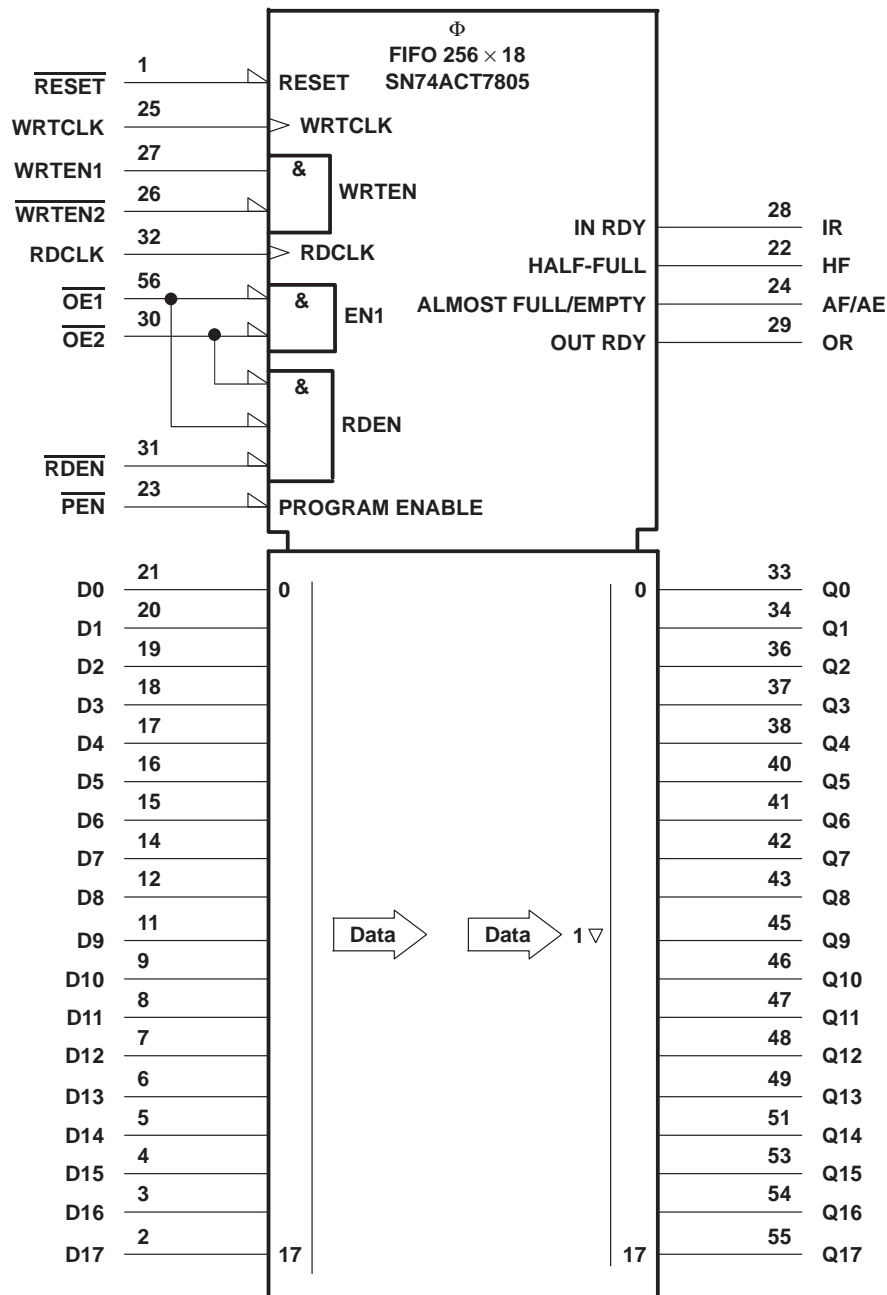 Φ
FIFO 256 × 18
SN74ACT7805
RESET 1 RESET
WRTCLK 25 WRTCLK
WRTEN1 27 & WRTEN
WRTEN2 26
RDCLK 32 RDCLK
OE1 56 & EN1
OE2 30
& RDEN
RDEN 31
PEN 23 PROGRAM ENABLE
IN RDY 28 IR
HALF-FULL 22 HF
ALMOST FULL/EMPTY 24 AF/AE
OUT RDY 29 OR
D0 21 0 0 33 Q0
D1 20 34 Q1
D2 19 36 Q2
D3 18 37 Q3
D4 17 38 Q4
D5 16 40 Q5
D6 15 41 Q6
D7 14 42 Q7
D8 12 43 Q8
D9 11 Data Data 1 ▽ 45 Q9
D10 9 46 Q10
D11 8 47 Q11
D12 7 48 Q12
D13 6 49 Q13
D14 5 51 Q14
D15 4 53 Q15
D16 3 54 Q16
D17 2 17 17 55 Q17